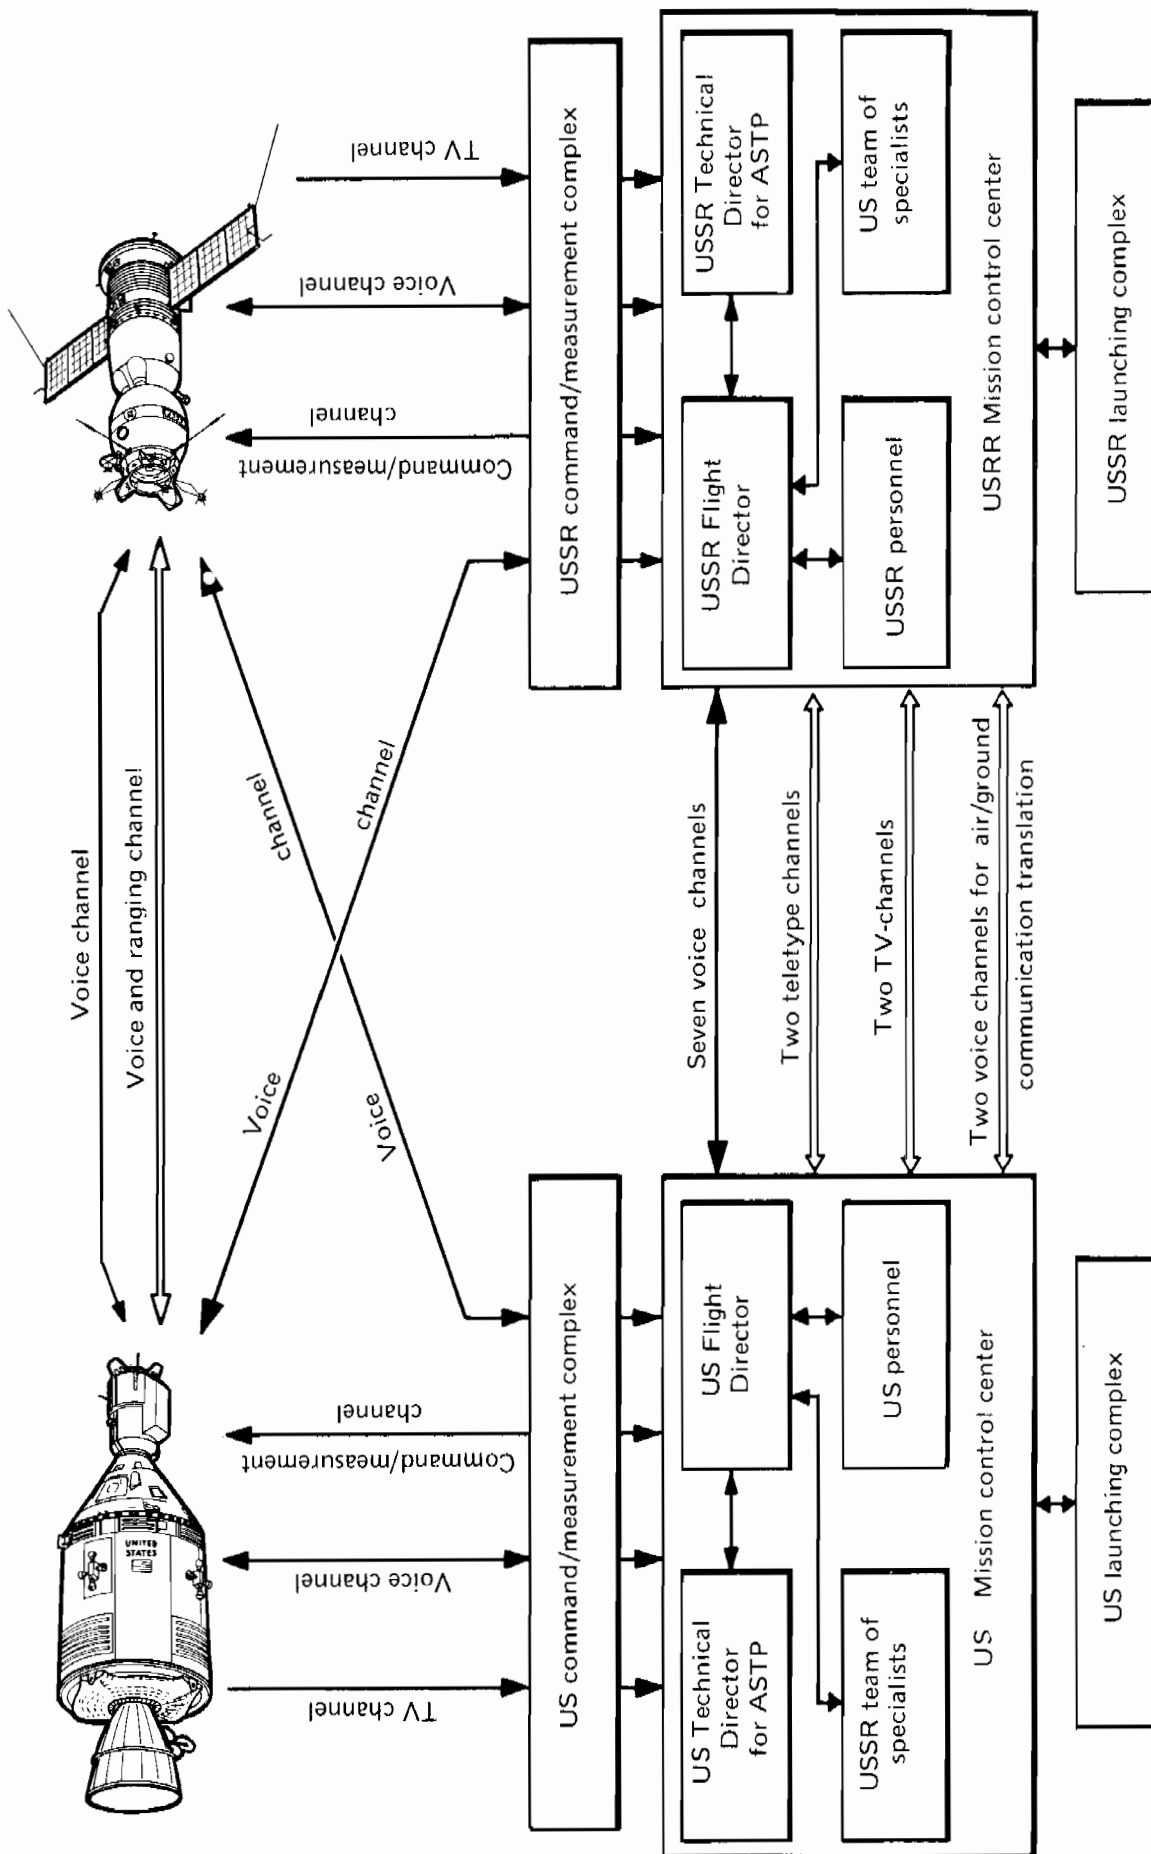 UNITED
STATES
Voice channel
Voice and ranging channel
TV channel
Voice channel
Command/measurement
channel
Voice
channel
Voice
channel
Command/measurement
channel
Voice channel
TV channel
US command/measurement complex
USSR command/measurement complex
US Technical
Director
for ASTP
US Flight
Director
USSR team of
specialists
US personnel
US Mission control center
Seven voice channels
Two teletype channels
Two TV-channels
Two voice channels for air/ground
communication translation
USSR Flight
Director
USSR Technical
Director
for ASTP
USSR personnel
US team of
specialists
USRR Mission control center
US launching complex
USSR launching complex